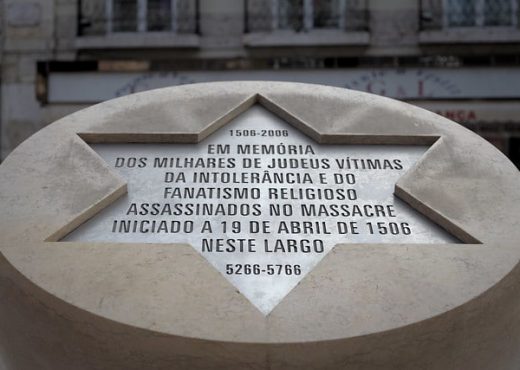 GAL
1506-2006
EM MEMÓRIA
DOS MILHARES DE JUDEUS VÍTIMAS
DA INTOLERÂNCIA E DO
FANATISMO RELIGIOSO
ASSASSINADOS NO MASSACRE
INICIADO A 19 DE ABRIL DE 1506
NESTE LARGO
5266-5766